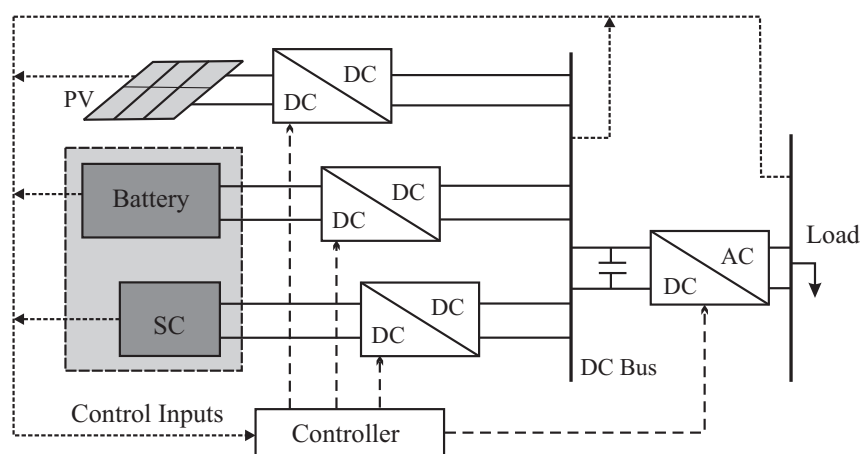 DC
DC
PV
Battery
DC
DC
Load
AC
DC
SC
DC
DC
DC Bus
Control Inputs
Controller